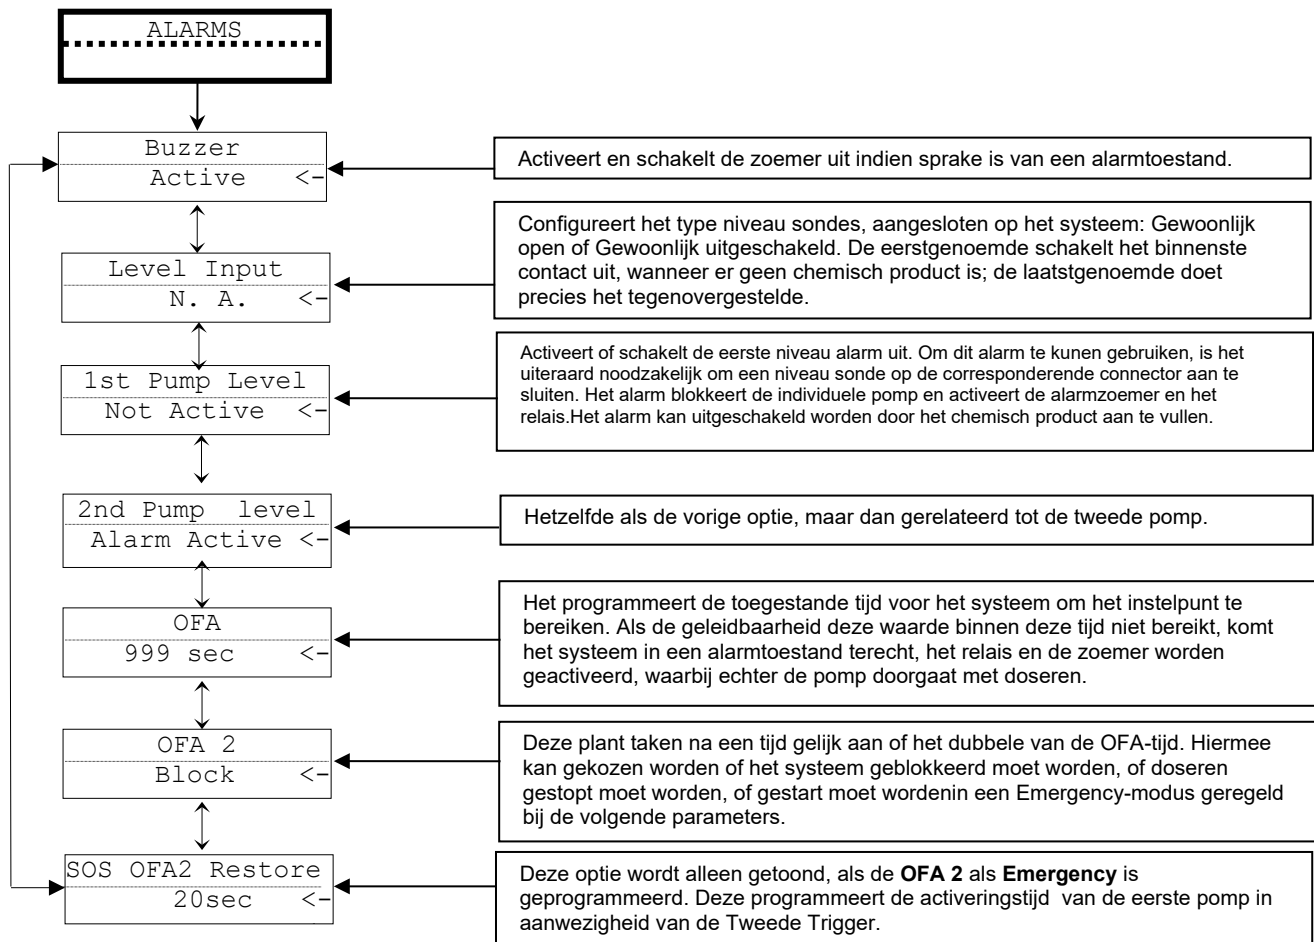 ALARMS
Buzzer
Active <-
Activeert en schakelt de zoemer uit indien sprake is van een alarmtoestand.
Level Input
N. A. <-
Configureert het type niveau sondes, aangesloten op het systeem: Gewoonlijk
open of Gewoonlijk uitgeschakeld. De eerstgenoemde schakelt het binnenste
contact uit, wanneer er geen chemisch product is; de laatstgenoemde doet
precies het tegenovergestelde.
1st Pump Level
Not Active <-
Activeert of schakelt de eerste niveau alarm uit. Om dit alarm te kunnen gebruiken, is het
uiteraard noodzakelijk om een niveau sonde op de corresponderende connector aan te
sluiten. Het alarm blokkeert de individuele pomp en activeert de alarmzoemer en het
relais.Het alarm kan uitgeschakeld worden door het chemisch product aan te vullen.
2nd Pump level
Alarm Active <-
Hetzelfde als de vorige optie, maar dan gerelateerd tot de tweede pomp.
OFA
999 sec <-
Het programmeert de toegestande tijd voor het systeem om het instelpunt te
bereiken. Als de geleidbaarheid deze waarde binnen deze tijd niet bereikt, komt
het systeem in een alarmtoestand terecht, het relais en de zoemer worden
geactiveerd, waarbij echter de pomp doorgaat met doseren.
OFA 2
Block <-
Deze plant taken na een tijd gelijk aan of het dubbele van de OFA-tijd. Hiermee
kan gekozen worden of het systeem geblokkeerd moet worden, of doseren
gestopt moet worden, of gestart moet wordenin een Emergency-modus geregeld
bij de volgende parameters.
SOS OFA2 Restore
20sec <-
Deze optie wordt alleen getoond, als de OFA 2 als Emergency is
geprogrammeerd. Deze programmeert de activeringstijd van de eerste pomp in
aanwezigheid van de Tweede Trigger.